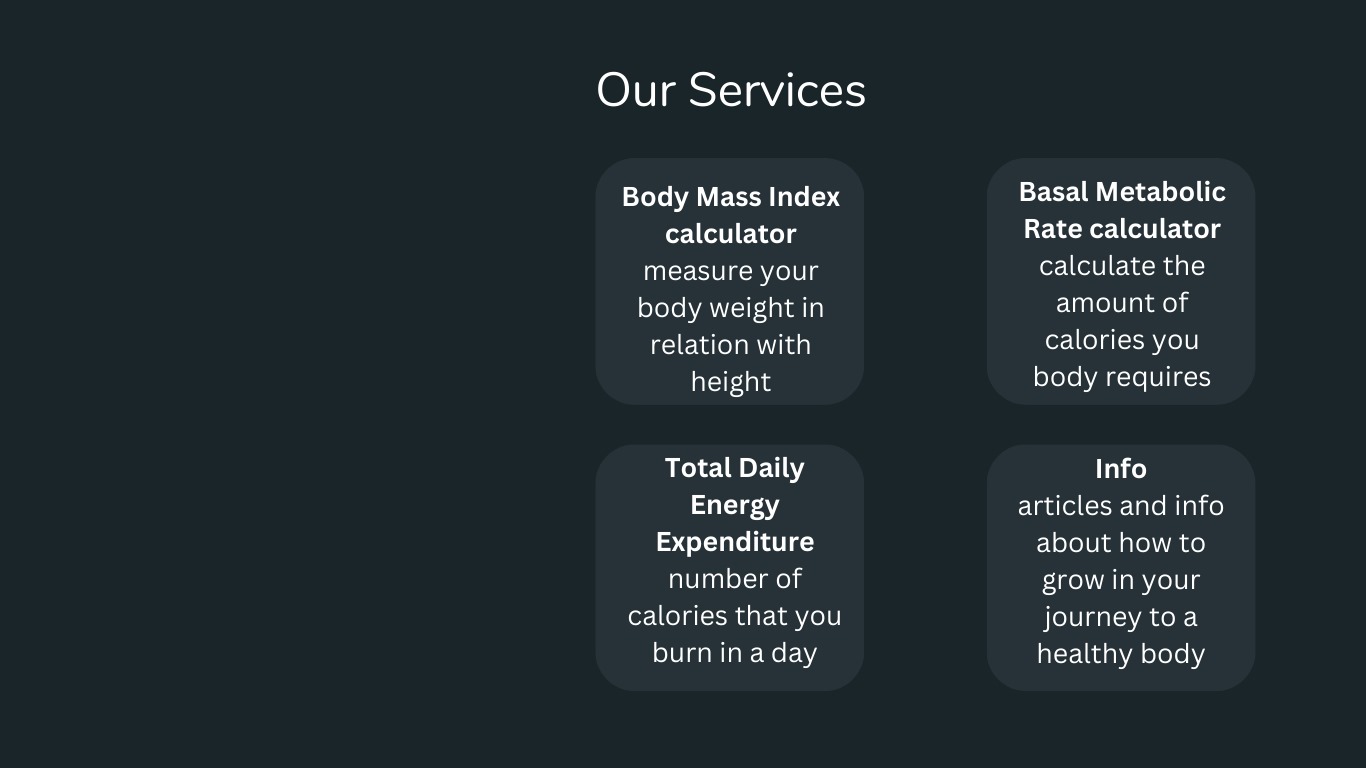 Our Services
Body Mass Index
calculator
measure your
body weight in
relation with
height
Basal Metabolic
Rate calculator
calculate the
amount of
calories you
body requires
Total Daily
Energy
Expenditure
number of
calories that you
burn in a day
Info
articles and info
about how to
grow in your
journey to a
healthy body